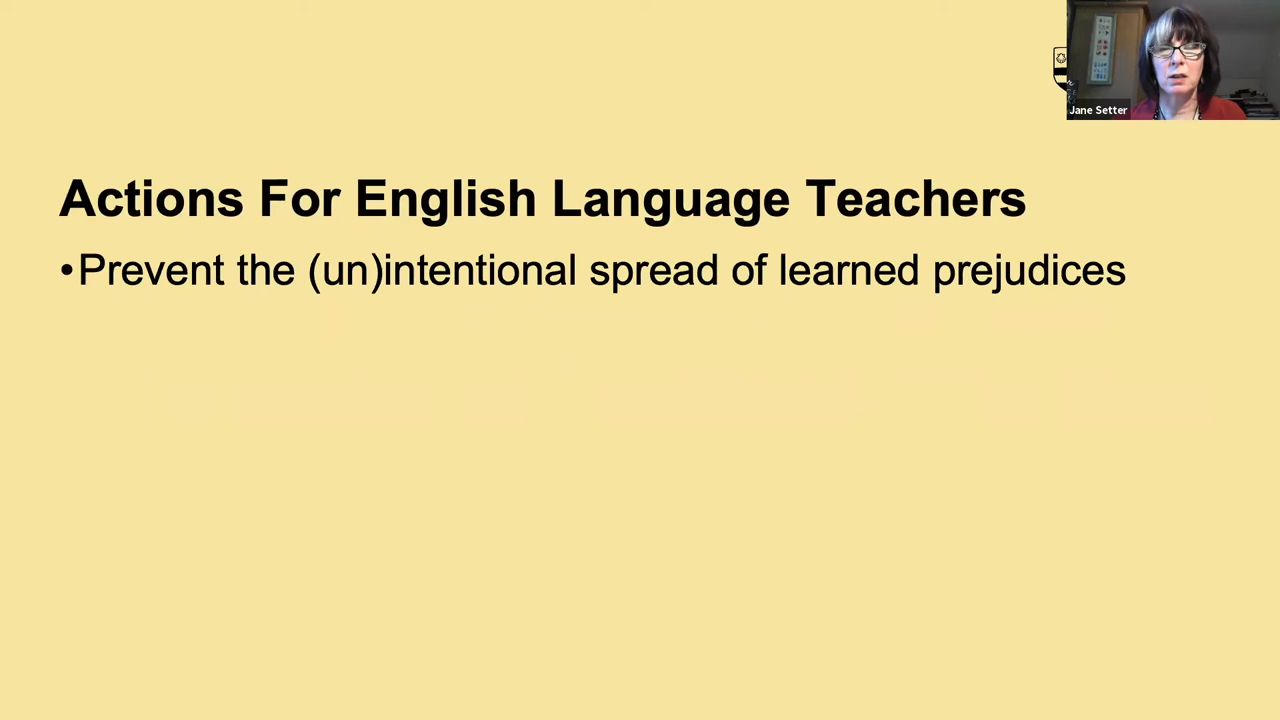 Jane Setter
Actions For English Language Teachers
•Prevent the (un)intentional spread of learned prejudices